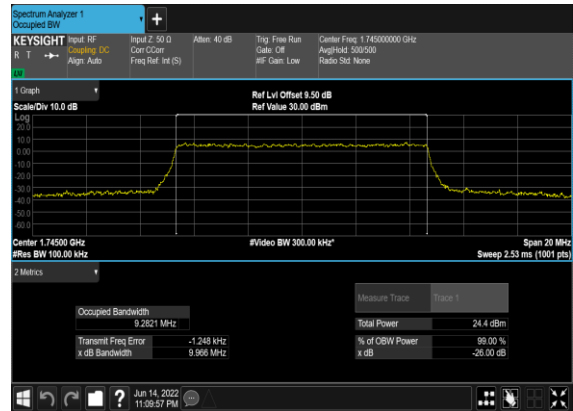 Spectrum Analyzer 1
Occupied BW
+
KEYSIGHT Input: RF Input Z: 50 Ω Atten: 40 dB Trig: Free Run Center Freq: 1.745000000 GHz
R T Coupling: DC Corr CCorr Gate: Off Avg|Hold: 500/500
Align: Auto Freq Ref: Int (S) #IF Gain: Low Radio Std: None
1 Graph
Ref Lvl Offset 9.50 dB
Scale/Div 10.0 dB Ref Value 30.00 dBm
Log
20.0
10.0
0.00
-10.0
-20.0
-30.0
-40.0
-50.0
-60.0
Center 1.74500 GHz #Video BW 300.00 kHz* Span 20 MHz
#Res BW 100.00 kHz Sweep 2.53 ms (1001 pts)
2 Metrics
Measure Trace Trace 1
Occupied Bandwidth
9.2821 MHz Total Power 24.4 dBm
Transmit Freq Error -1.248 kHz % of OBW Power 99.00 %
x dB Bandwidth 9.966 MHz x dB -26.00 dB
? Jun 14, 2022
11:09:57 PM